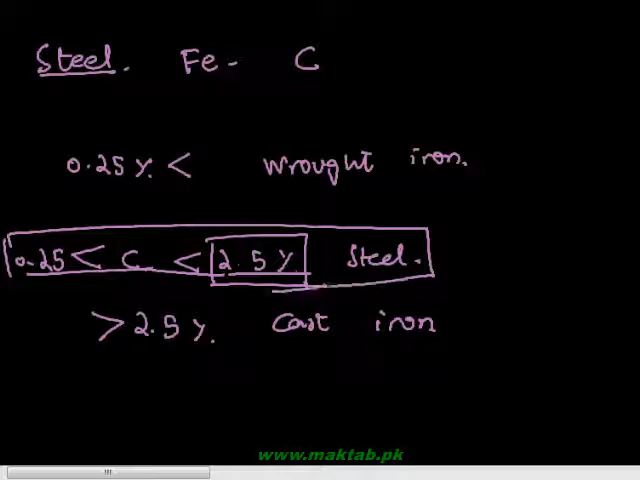 Steel. Fe - C
0.25 %. < Wrought iron.
0.25 < C < 2.5 % Steel.
> 2.5 %. Cast iron
www.maktab.pk